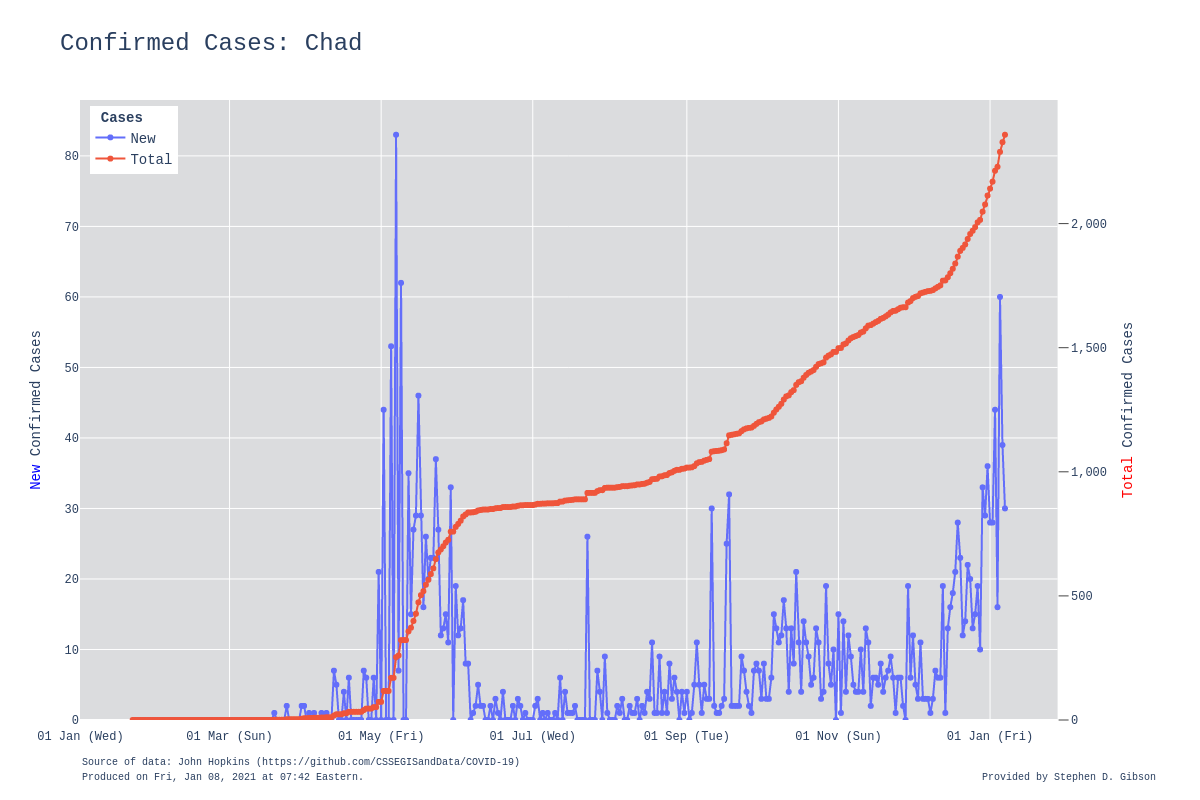 Confirmed Cases: Chad
Cases
New
Total
80
70
60
50
40
30
20
10
0
New Confirmed Cases
2,000
1,500
1,000
500
0
Total Confirmed Cases
01 Jan (Wed) 01 Mar (Sun) 01 May (Fri) 01 Jul (Wed) 01 Sep (Tue) 01 Nov (Sun) 01 Jan (Fri)
Source of data: John Hopkins (https://github.com/CSSEGISandData/COVID-19)
Produced on Fri, Jan 08, 2021 at 07:42 Eastern.
Provided by Stephen D. Gibson